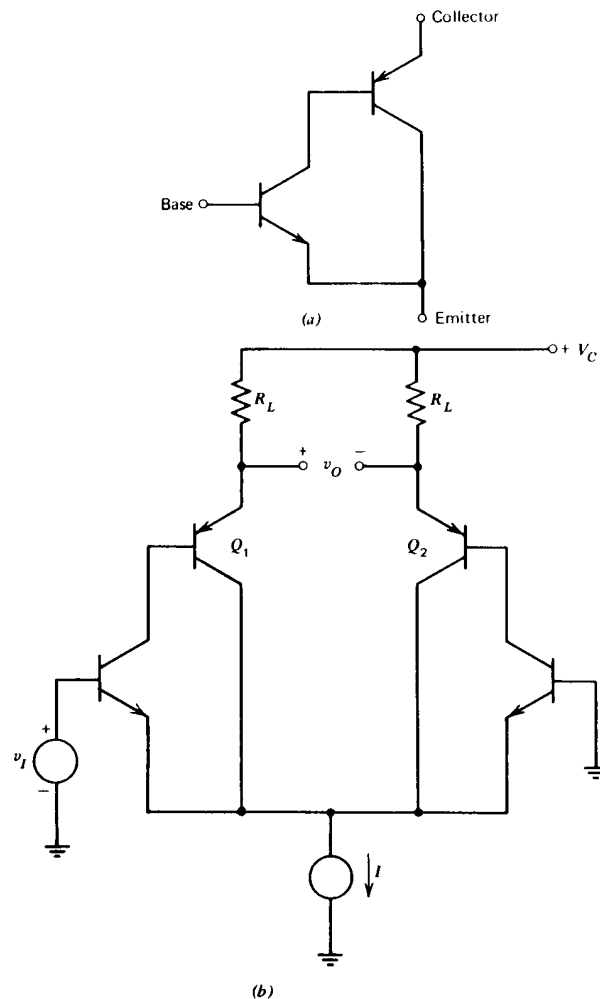 Collector
Base
(a)
Emitter
+ V_C
R_L
R_L
+ v_O −
Q_1
Q_2
+
v_I
−
I
(b)